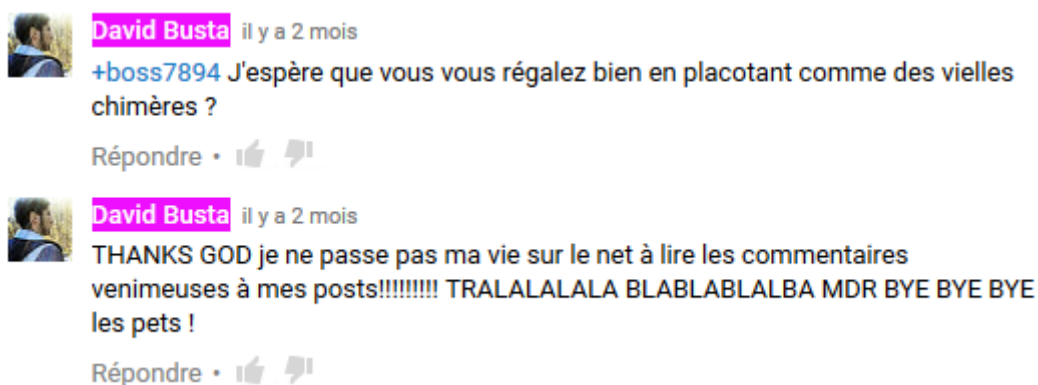 David Busta il y a 2 mois
+boss7894 J'espère que vous vous régalez bien en placotant comme des vielles
chimères ?
Répondre •
David Busta il y a 2 mois
THANKS GOD je ne passe pas ma vie sur le net à lire les commentaires
venimeuses à mes posts!!!!!!!!! TRALALALALA BLABLABLALBA MDR BYE BYE BYE
les pets !
Répondre •